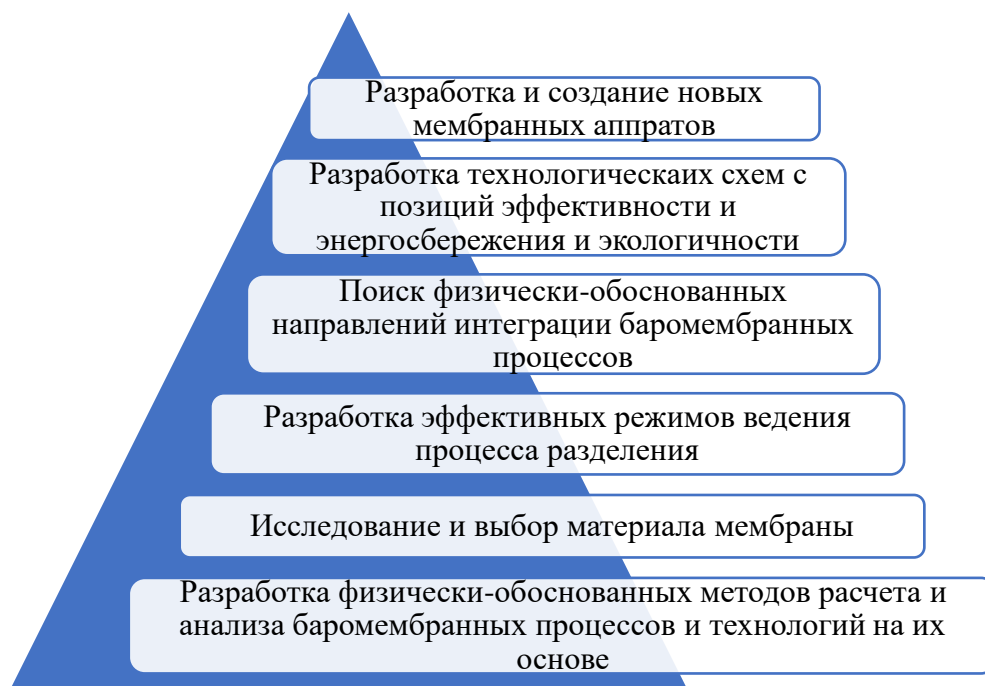 Разработка и создание новых
мембранных аппратов
Разработка технологическаих схем с
позиций эффективности и
энергосбережения и экологичности
Поиск физически-обоснованных
направлений интеграции баромембранных
процессов
Разработка эффективных режимов ведения
процесса разделения
Исследование и выбор материала мембраны
Разработка физически-обоснованных методов расчета и
анализа баромембранных процессов и технологий на их
основе